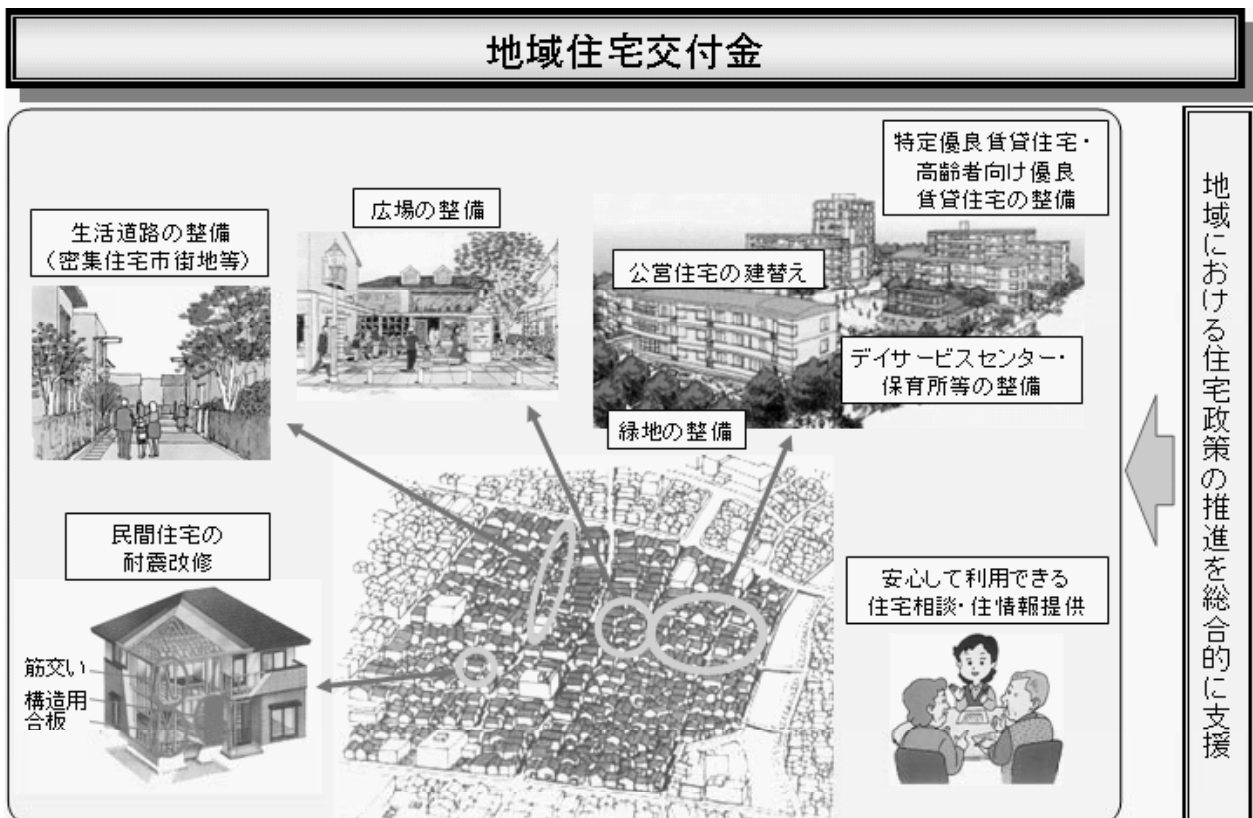 地域住宅交付金
特定優良賃貸住宅・
高齢者向け優良
賃貸住宅の整備
広場の整備
生活道路の整備
（密集住宅市街地等）
公営住宅の建替え
デイサービスセンター・
保育所等の整備
緑地の整備
民間住宅の
耐震改修
筋交い
構造用
合板
安心して利用できる
住宅相談・住情報提供
地域における住宅政策の推進を総合的に支援